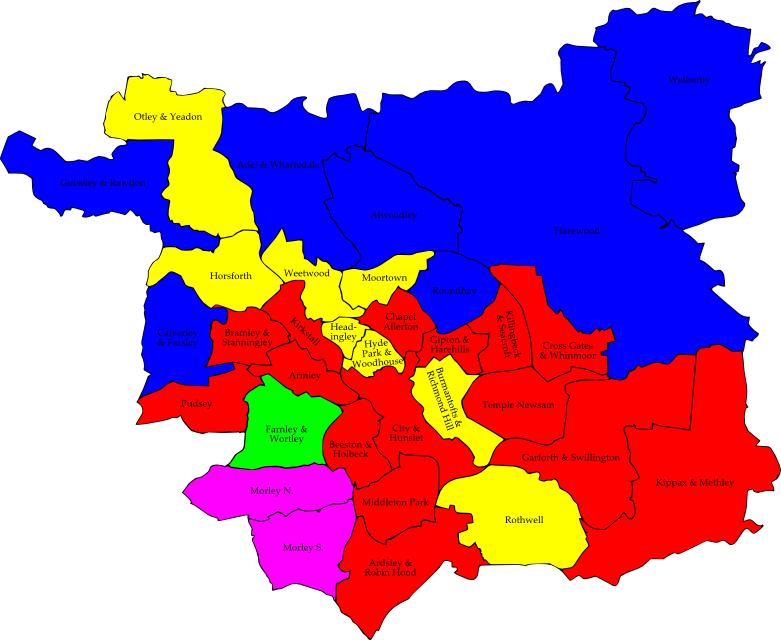 Wetherby
Otley & Yeadon
Adel & Wharfedale
Guiseley & Rawdon
Alwoodley
Harewood
Horsforth
Weetwood
Moortown
Roundhay
Calverley
& Farsley
Bramley &
Stanningley
Kirkstall
Head-
ingley
Hyde
Park &
Woodhouse
Chapel
Allerton
Gipton &
Harehills
Killingbeck
& Seacroft
Cross Gates
& Whinmoor
Armley
Pudsey
Burmantofts &
Richmond Hill
Temple Newsam
Farnley &
Wortley
Beeston &
Holbeck
City &
Hunslet
Garforth & Swillington
Kippax & Methley
Morley N.
Middleton Park
Rothwell
Morley S.
Ardsley &
Robin Hood